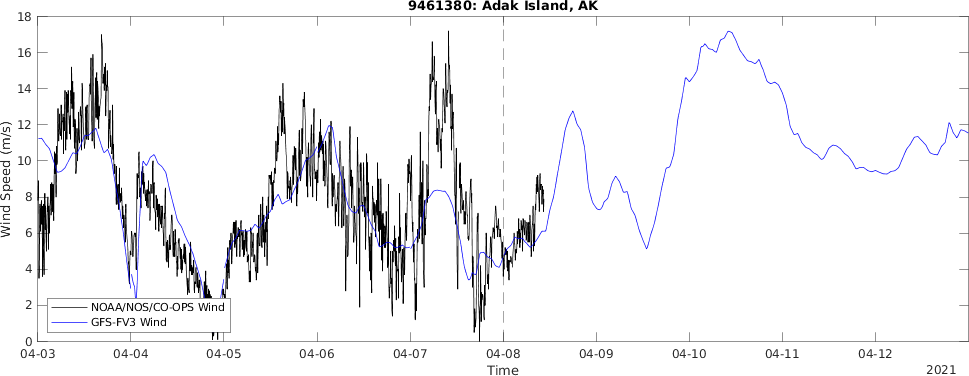 9461380: Adak Island, AK
Wind Speed (m/s)
18
16
14
12
10
8
6
4
2
0
NOAA/NOS/CO-OPS Wind
GFS-FV3 Wind
04-03 04-04 04-05 04-06 04-07 04-08 04-09 04-10 04-11 04-12
Time
2021